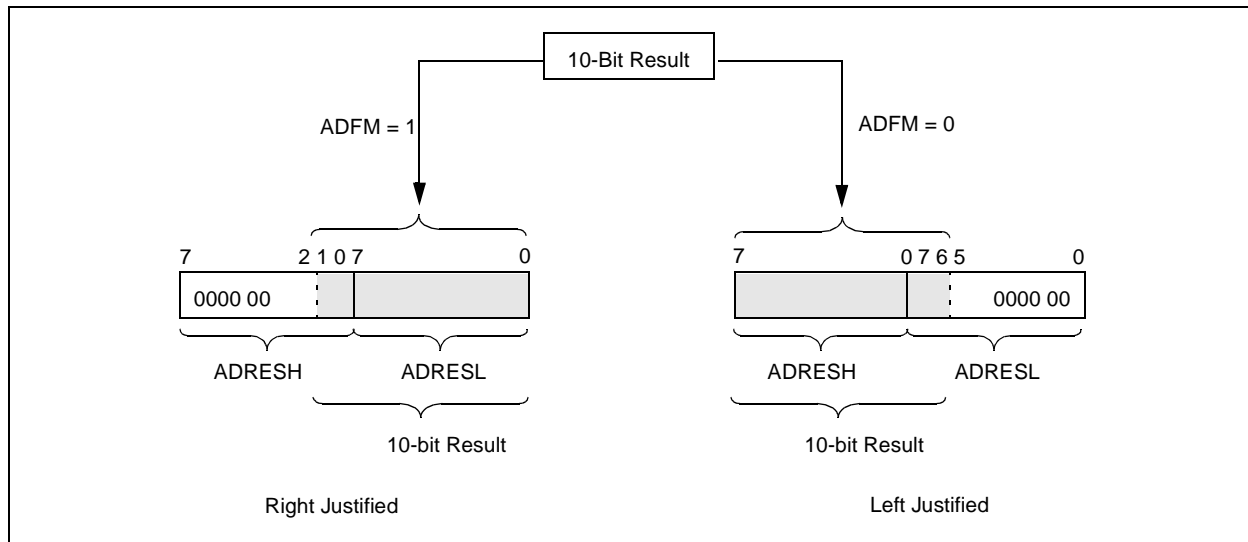 10-Bit Result
ADFM = 1
ADFM = 0
7 2 1 0 7 0
7 0 7 6 5 0
0000 00
0000 00
ADRESH ADRESL
ADRESH ADRESL
10-bit Result
10-bit Result
Right Justified
Left Justified